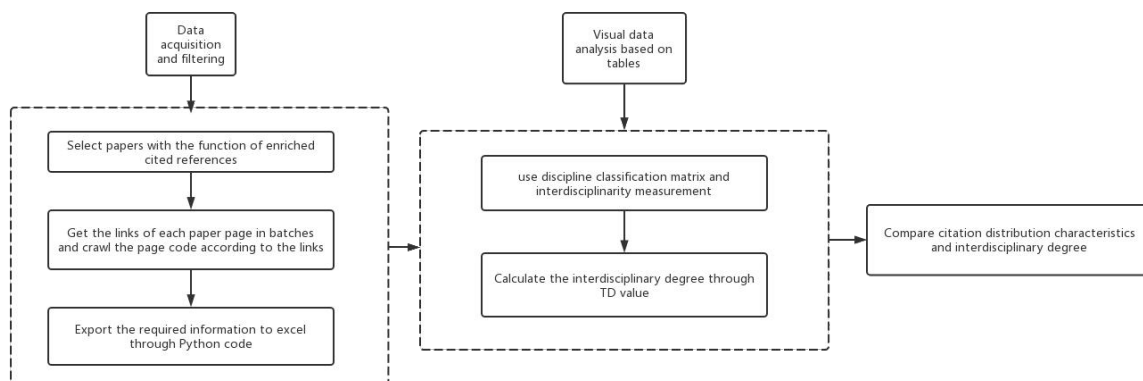 Data
acquisition
and filtering
Select papers with the function of enriched
cited references
Get the links of each paper page in batches
and crawl the page code according to the links
Export the required information to excel
through Python code
Visual data
analysis based on
tables
use discipline classification matrix and
interdisciplinarity measurement
Calculate the interdisciplinary degree through
TD value
Compare citation distribution characteristics
and interdisciplinary degree